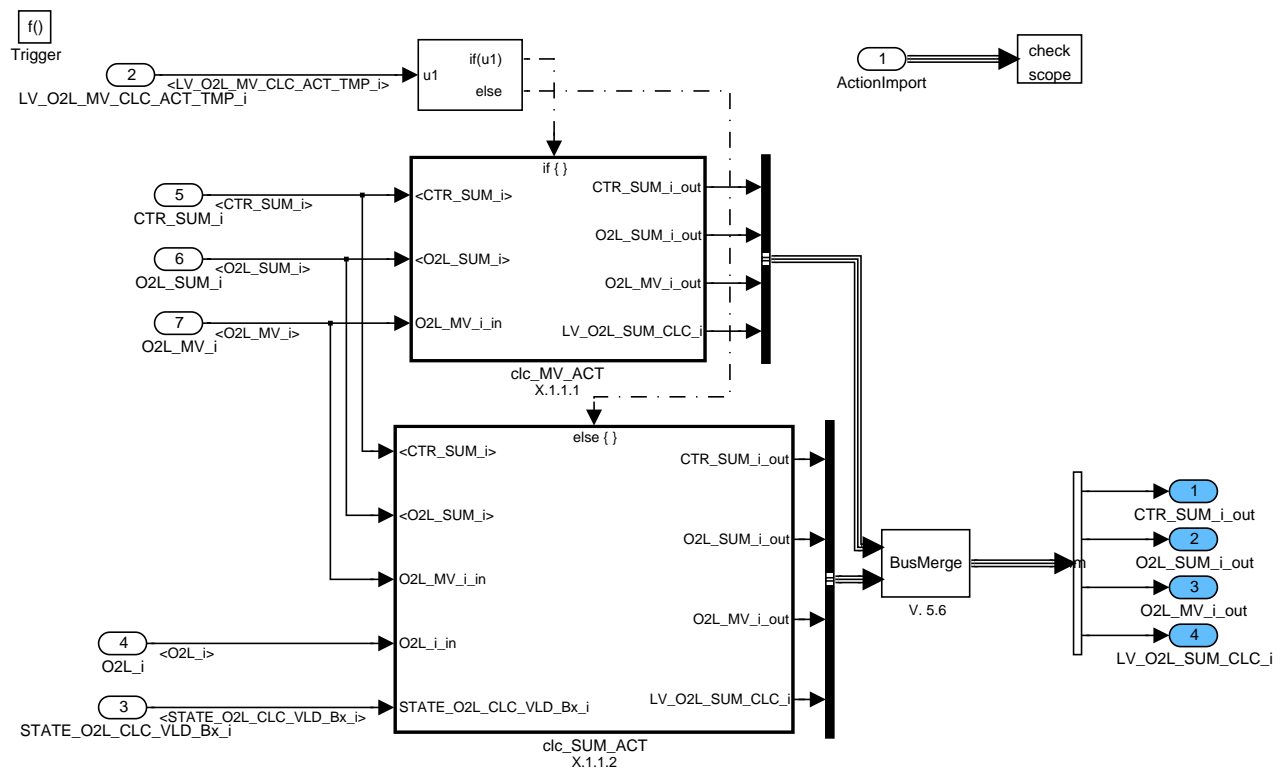 f()
Trigger
2
<LV_O2L_MV_CLC_ACT_TMP_i>
LV_O2L_MV_CLC_ACT_TMP_i
u1
if(u1)
else
1
ActionImport
check
scope
if { }
5
<CTR_SUM_i>
CTR_SUM_i
6
<O2L_SUM_i>
O2L_SUM_i
7
<O2L_MV_i>
O2L_MV_i
<CTR_SUM_i>
<O2L_SUM_i>
O2L_MV_i_in
CTR_SUM_i_out
O2L_SUM_i_out
O2L_MV_i_out
LV_O2L_SUM_CLC_i
clc_MV_ACT
X.1.1.1
else { }
<CTR_SUM_i>
<O2L_SUM_i>
O2L_MV_i_in
O2L_i_in
STATE_O2L_CLC_VLD_Bx_i
CTR_SUM_i_out
O2L_SUM_i_out
O2L_MV_i_out
LV_O2L_SUM_CLC_i
4
<O2L_i>
O2L_i
3
<STATE_O2L_CLC_VLD_Bx_i>
STATE_O2L_CLC_VLD_Bx_i
clc_SUM_ACT
X.1.1.2
BusMerge
V. 5.6
m
1
CTR_SUM_i_out
2
O2L_SUM_i_out
3
O2L_MV_i_out
4
LV_O2L_SUM_CLC_i